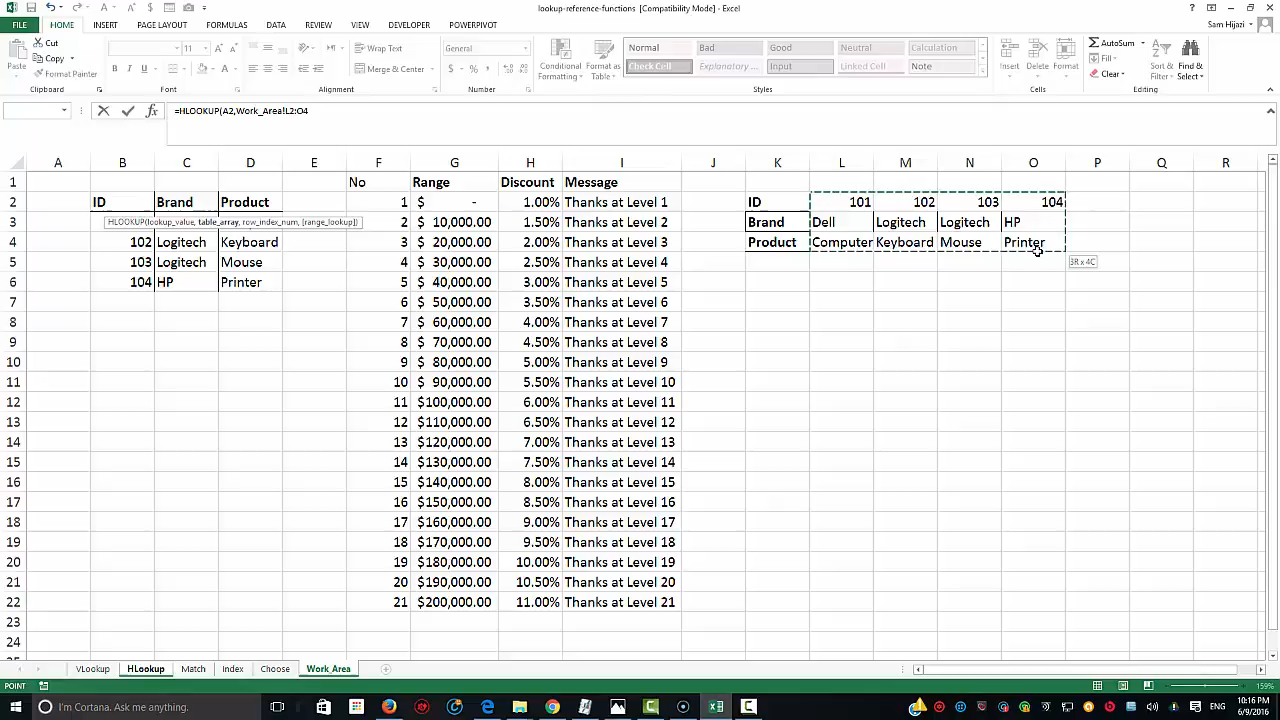 lookup-reference-functions [Compatibility Mode] - Excel
FILE HOME INSERT PAGE LAYOUT FORMULAS DATA REVIEW VIEW DEVELOPER POWERPIVOT
Sam Hijazi
Paste
Cut
Copy
Format Painter
Clipboard
11
B I U
Font
Wrap Text
Merge & Center
Alignment
General
$ %
Number
Conditional Formatting
Format as Table
Normal Bad Good Neutral Calculation
Check Cell Explanatory ... Input Linked Cell Note
Styles
Insert Delete Format
Cells
AutoSum
Fill
Clear
Sort & Filter
Find & Select
Editing
=HLOOKUP(A2,Work_Area!L2:O4
A B C D E F G H I J K L M N O P Q R
1 No Range Discount Message
2 ID Brand Product 1 $ - 1.00% Thanks at Level 1 ID 101 102 103 104
HLOOKUP(lookup_value, table_array, row_index_num, [range_lookup])
3 2 $ 10,000.00 1.50% Thanks at Level 2 Brand Dell Logitech Logitech HP
4 102 Logitech Keyboard 3 $ 20,000.00 2.00% Thanks at Level 3 Product Computer Keyboard Mouse Printer
5 103 Logitech Mouse 4 $ 30,000.00 2.50% Thanks at Level 4 3R x 4C
6 104 HP Printer 5 $ 40,000.00 3.00% Thanks at Level 5
7 6 $ 50,000.00 3.50% Thanks at Level 6
8 7 $ 60,000.00 4.00% Thanks at Level 7
9 8 $ 70,000.00 4.50% Thanks at Level 8
10 9 $ 80,000.00 5.00% Thanks at Level 9
11 10 $ 90,000.00 5.50% Thanks at Level 10
12 11 $100,000.00 6.00% Thanks at Level 11
13 12 $110,000.00 6.50% Thanks at Level 12
14 13 $120,000.00 7.00% Thanks at Level 13
15 14 $130,000.00 7.50% Thanks at Level 14
16 15 $140,000.00 8.00% Thanks at Level 15
17 16 $150,000.00 8.50% Thanks at Level 16
18 17 $160,000.00 9.00% Thanks at Level 17
19 18 $170,000.00 9.50% Thanks at Level 18
20 19 $180,000.00 10.00% Thanks at Level 19
21 20 $190,000.00 10.50% Thanks at Level 20
22 21 $200,000.00 11.00% Thanks at Level 21
23
24
VLookup HLookup Match Index Choose Work_Area
POINT
159%
I'm Cortana. Ask me anything.
ENG
10:16 PM
6/9/2016